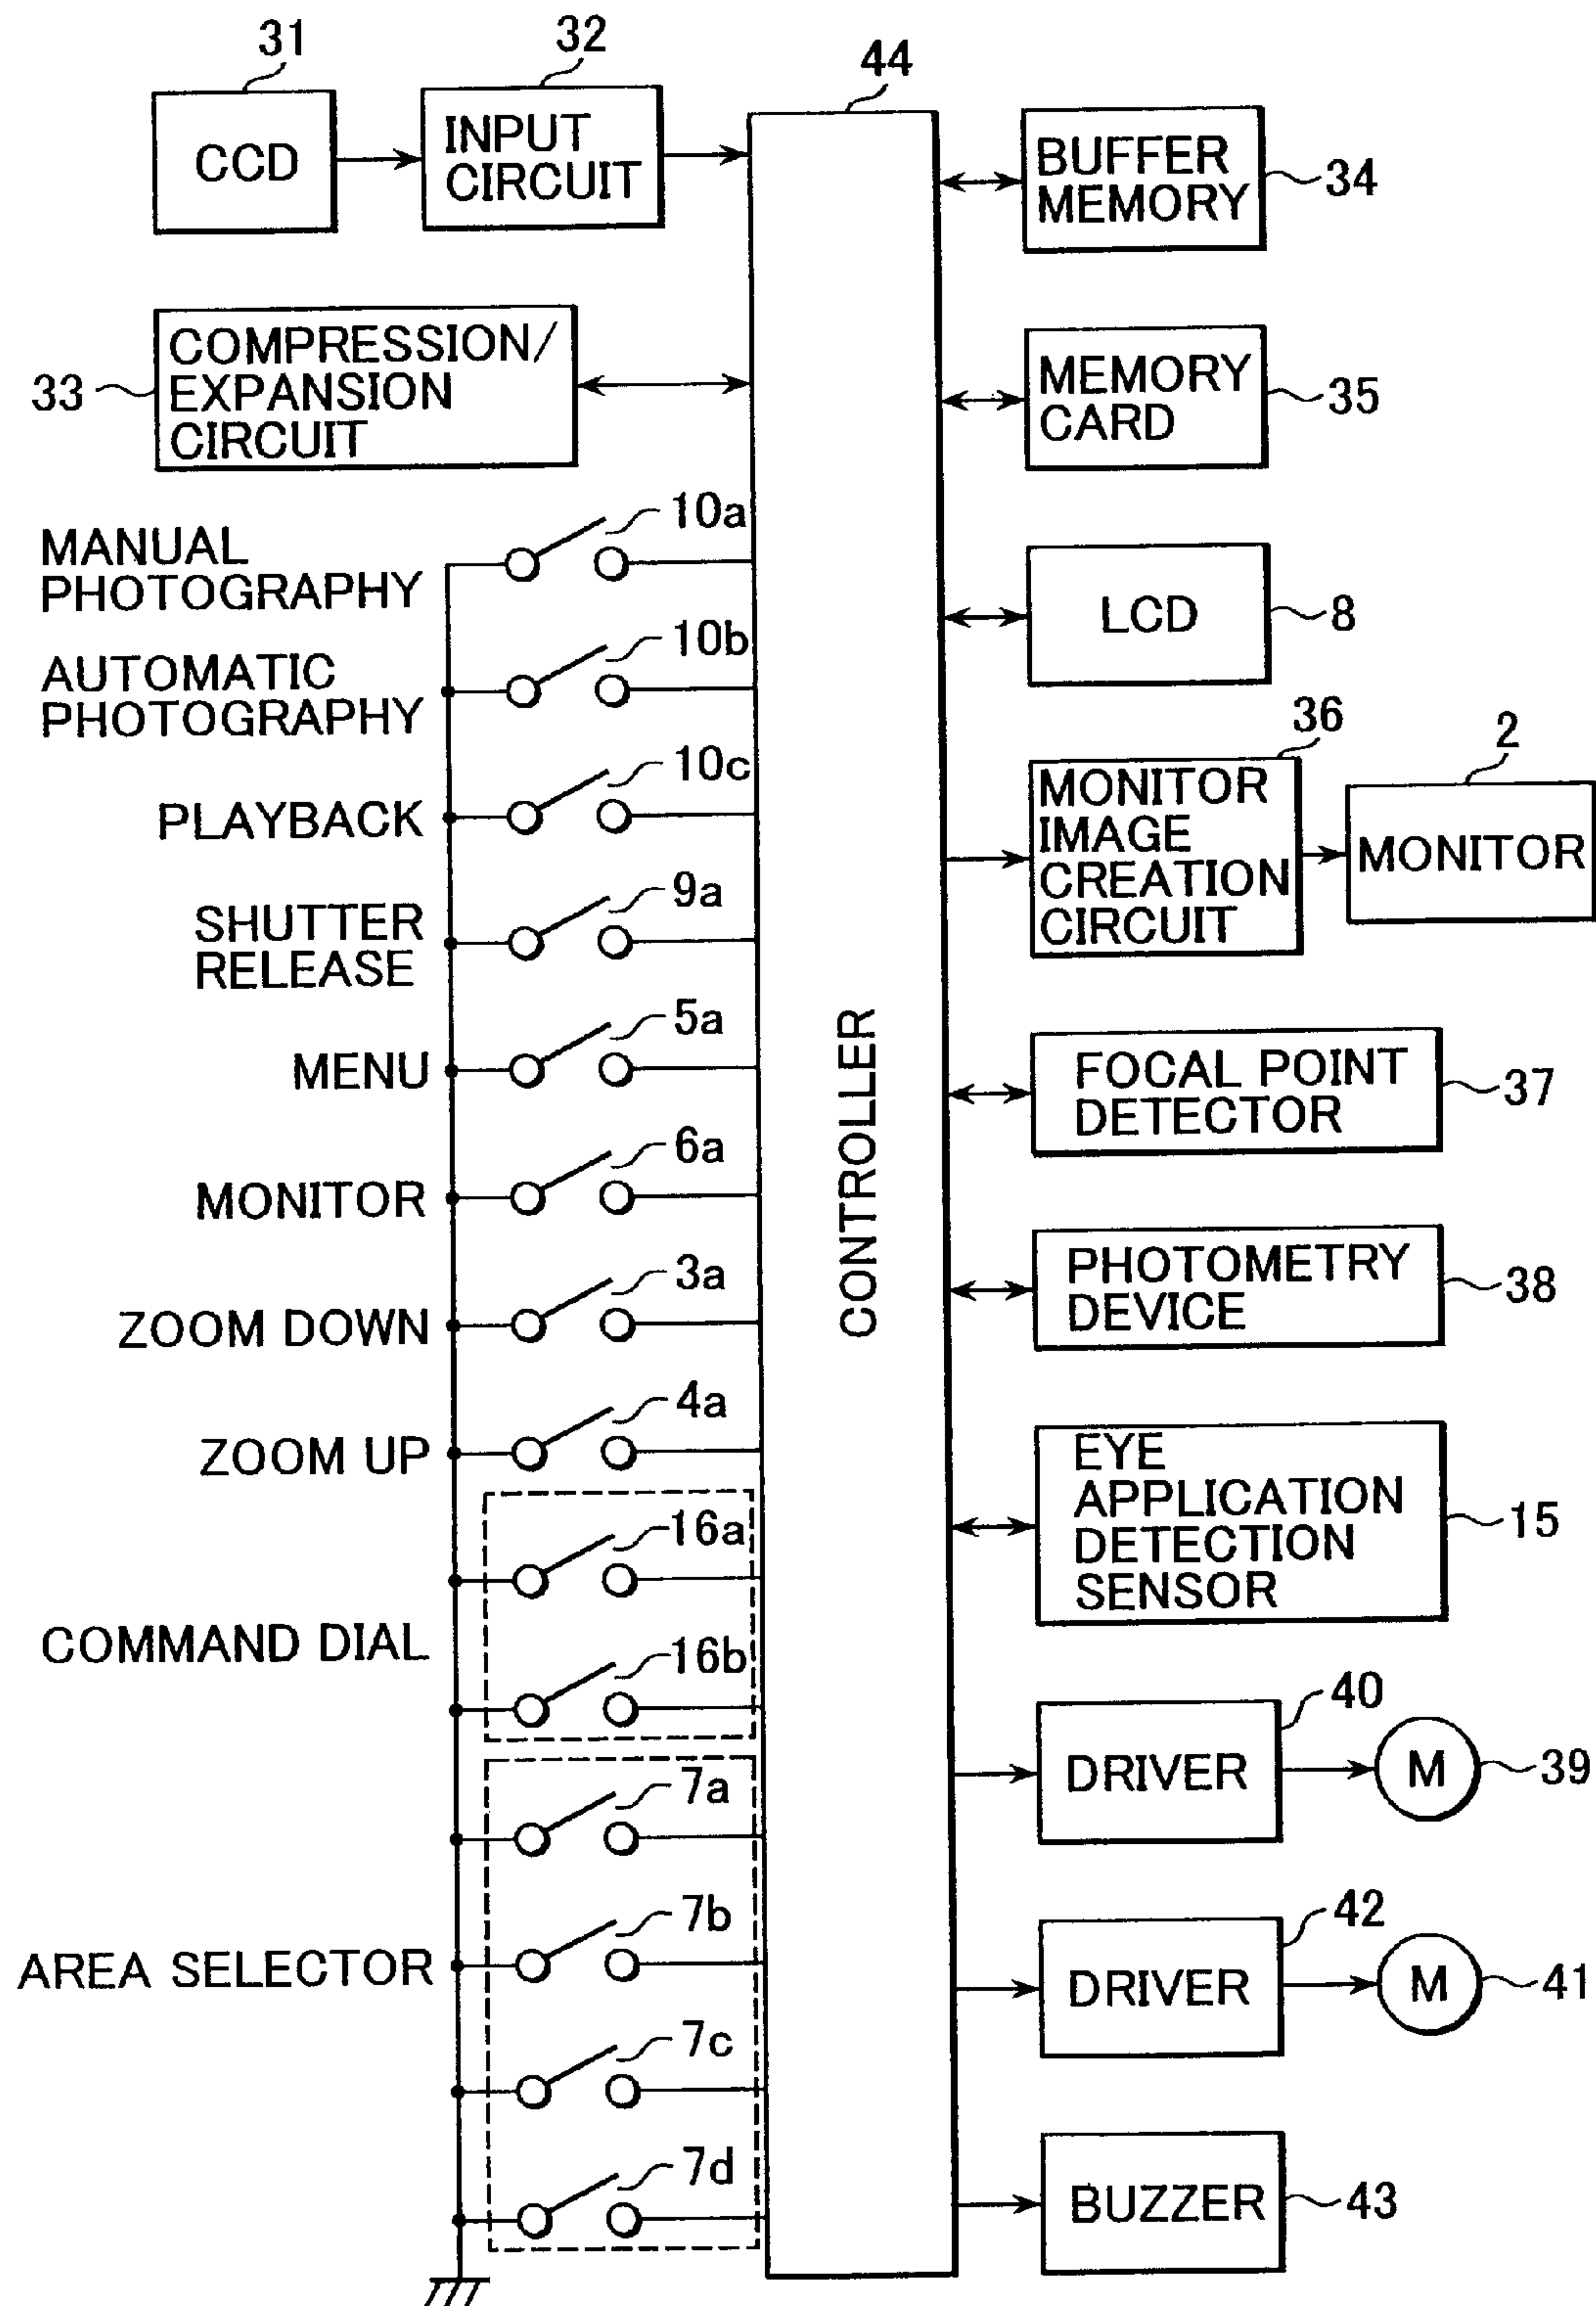 31
32
44
CCD
INPUT
CIRCUIT
BUFFER
MEMORY
34
33
COMPRESSION/
EXPANSION
CIRCUIT
MEMORY
CARD
35
MANUAL
PHOTOGRAPHY
10a
LCD
8
AUTOMATIC
PHOTOGRAPHY
10b
PLAYBACK
10c
36
MONITOR
IMAGE
CREATION
CIRCUIT
2
MONITOR
SHUTTER
RELEASE
9a
MENU
5a
CONTROLLER
FOCAL POINT
DETECTOR
37
MONITOR
6a
ZOOM DOWN
3a
PHOTOMETRY
DEVICE
38
ZOOM UP
4a
EYE
APPLICATION
DETECTION
SENSOR
15
COMMAND DIAL
16a
16b
40
DRIVER
M
39
AREA SELECTOR
7a
7b
7c
7d
42
DRIVER
M
41
BUZZER
43